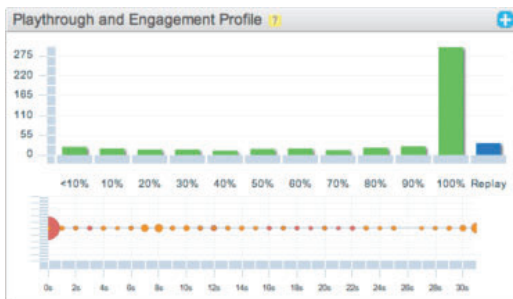 Playthrough and Engagement Profile ?
275
220
165
110
55
0
<10% 10% 20% 30% 40% 50% 60% 70% 80% 90% 100% Replay
0s 2s 4s 6s 8s 10s 12s 14s 16s 18s 20s 22s 24s 26s 28s 30s